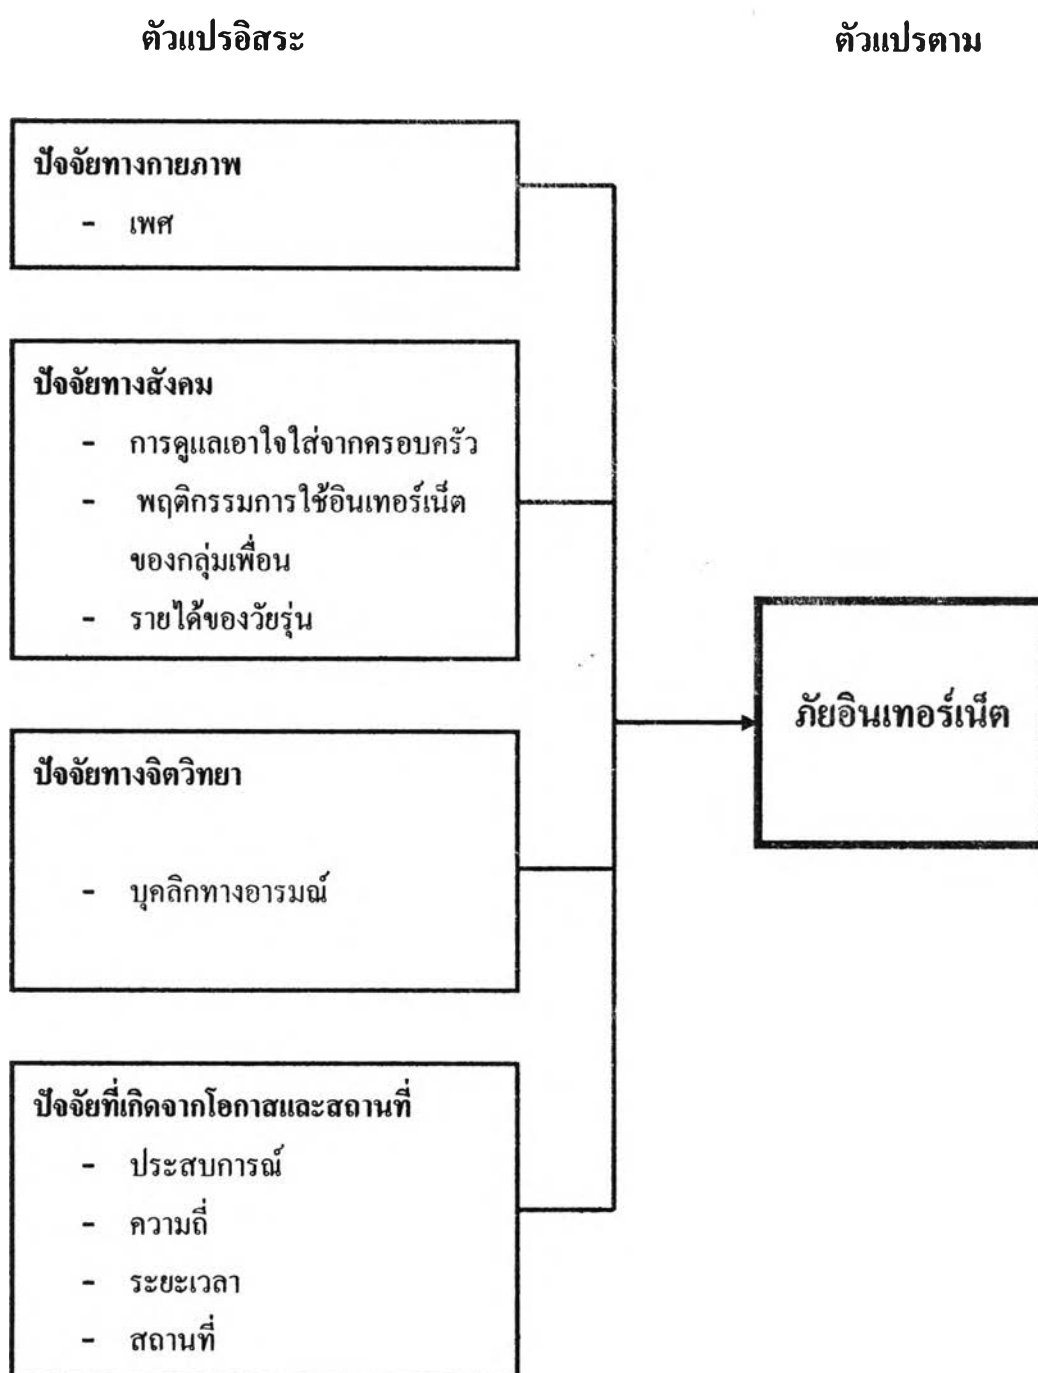 ตัวแปรอิสระ
ตัวแปรตาม
ปัจจัยทางกายภาพ
- เพศ
ปัจจัยทางสังคม
- การดูแลเอาใจใส่จากครอบครัว
- พฤติกรรมการใช้อินเทอร์เน็ต
ของกลุ่มเพื่อน
- รายได้ของวัยรุ่น
ปัจจัยทางจิตวิทยา
- บุคลิกทางอารมณ์
ปัจจัยที่เกิดจากโอกาสและสถานที่
- ประสบการณ์
- ความถี่
- ระยะเวลา
- สถานที่
ภัยอินเทอร์เน็ต